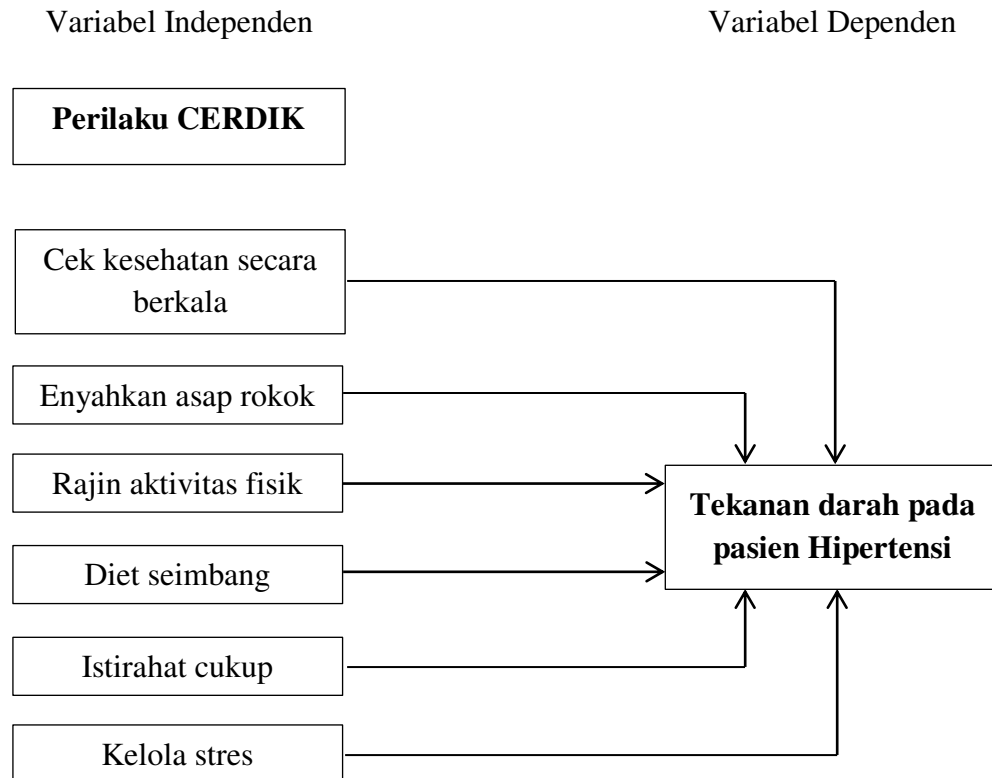 Variabel Independen
Variabel Dependen
Perilaku CERDIK
Cek kesehatan secara
berkala
Enyahkan asap rokok
Rajin aktivitas fisik
Diet seimbang
Istirahat cukup
Kelola stres
Tekanan darah pada
pasien Hipertensi